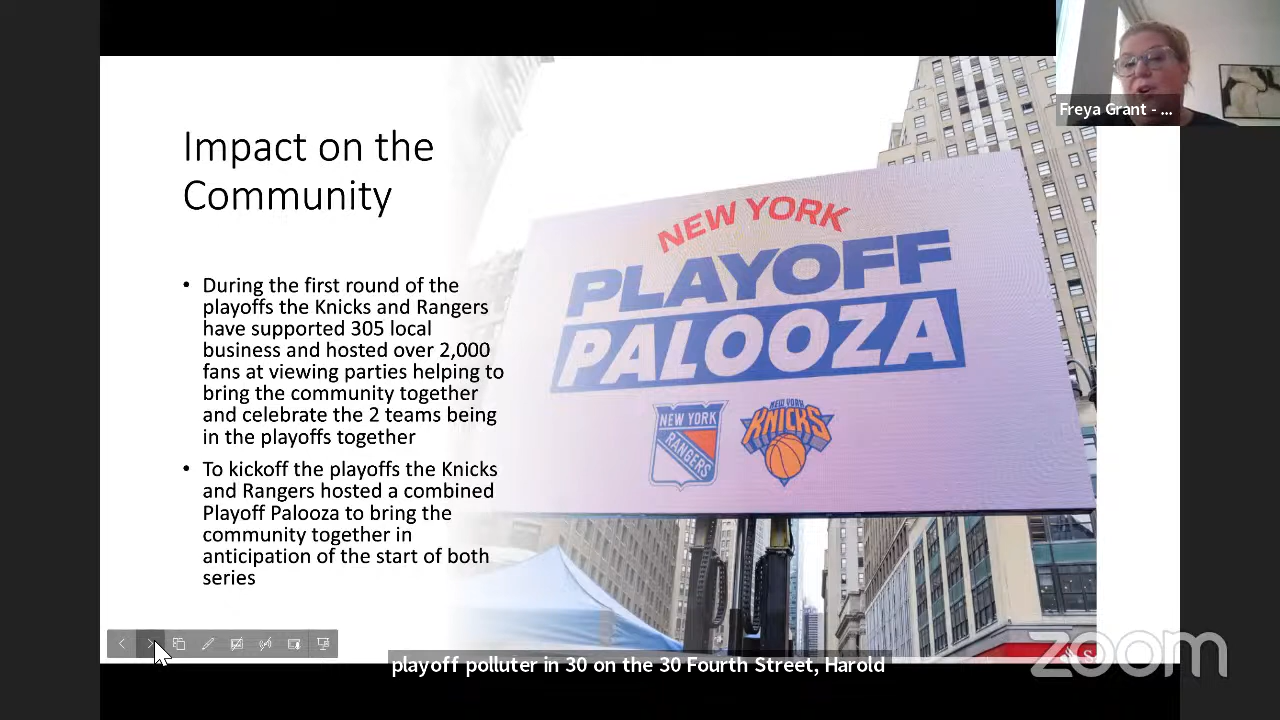 Freya Grant - ...
Impact on the
Community
• During the first round of the
playoffs the Knicks and Rangers
have supported 305 local
business and hosted over 2,000
fans at viewing parties helping to
bring the community together
and celebrate the 2 teams being
in the playoffs together
• To kickoff the playoffs the Knicks
and Rangers hosted a combined
Playoff Palooza to bring the
community together in
anticipation of the start of both
series
NEW YORK
PLAYOFF
PALOOZA
NEW YORK
RANGERS
NEW YORK
KNICKS
zoom
playoff polluter in 30 on the 30 Fourth Street, Harold